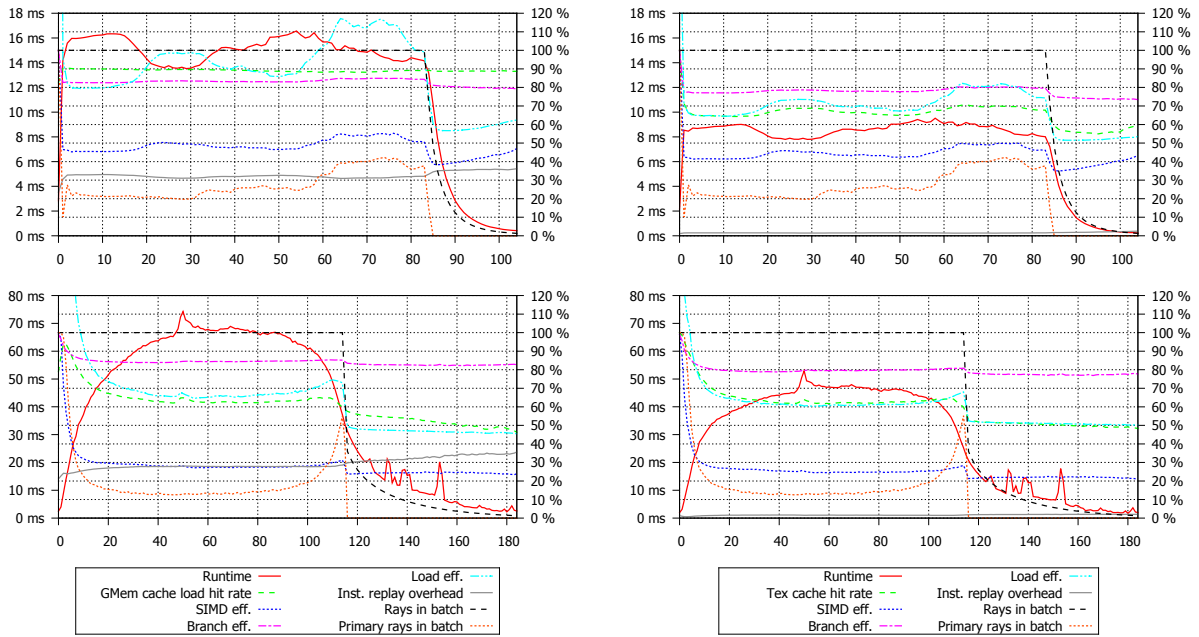 18 ms 120 %
16 ms 110 %
14 ms 100 %
12 ms 90 %
10 ms 80 %
8 ms 70 %
6 ms 60 %
4 ms 50 %
2 ms 40 %
0 ms 30 %
20 %
10 %
0 %
0 10 20 30 40 50 60 70 80 90 100
18 ms 120 %
16 ms 110 %
14 ms 100 %
12 ms 90 %
10 ms 80 %
8 ms 70 %
6 ms 60 %
4 ms 50 %
2 ms 40 %
0 ms 30 %
20 %
10 %
0 %
0 10 20 30 40 50 60 70 80 90 100
80 ms 120 %
70 ms 110 %
60 ms 100 %
50 ms 90 %
40 ms 80 %
30 ms 70 %
20 ms 60 %
10 ms 50 %
0 ms 40 %
30 %
20 %
10 %
0 %
0 20 40 60 80 100 120 140 160 180
80 ms 120 %
70 ms 110 %
60 ms 100 %
50 ms 90 %
40 ms 80 %
30 ms 70 %
20 ms 60 %
10 ms 50 %
0 ms 40 %
30 %
20 %
10 %
0 %
0 20 40 60 80 100 120 140 160 180
Runtime Load eff.
GMem cache load hit rate Inst. replay overhead
SIMD eff. Rays in batch
Branch eff. Primary rays in batch
Runtime Load eff.
Tex cache hit rate Inst. replay overhead
SIMD eff. Rays in batch
Branch eff. Primary rays in batch